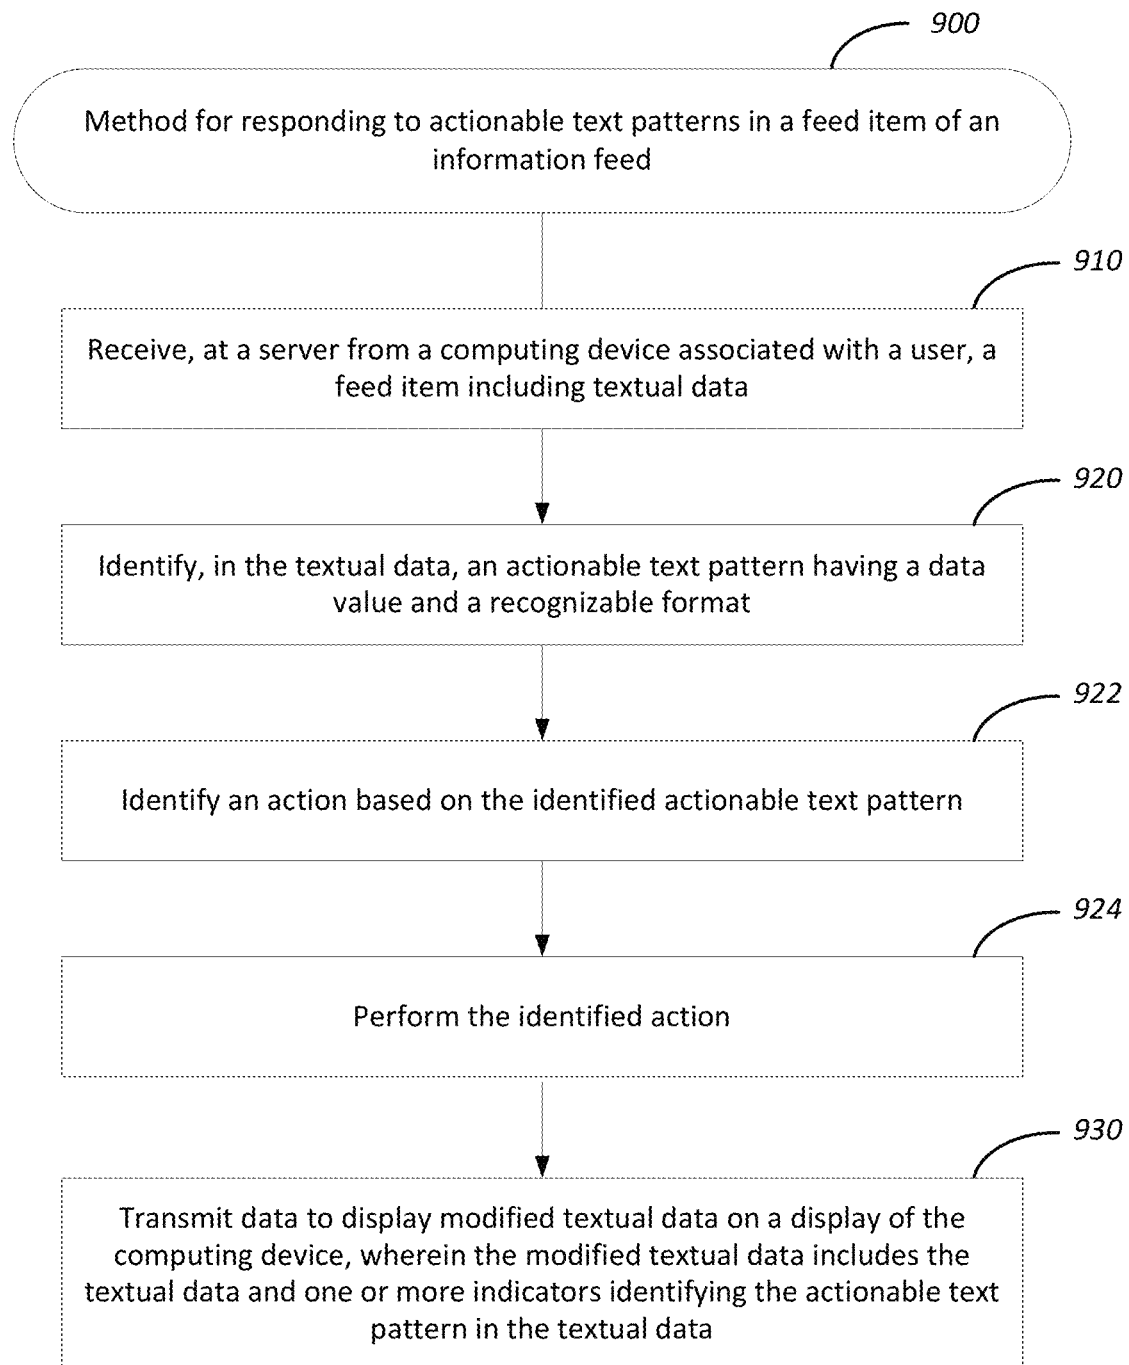 900
Method for responding to actionable text patterns in a feed item of an
information feed
910
Receive, at a server from a computing device associated with a user, a
feed item including textual data
920
Identify, in the textual data, an actionable text pattern having a data
value and a recognizable format
922
Identify an action based on the identified actionable text pattern
924
Perform the identified action
930
Transmit data to display modified textual data on a display of the
computing device, wherein the modified textual data includes the
textual data and one or more indicators identifying the actionable text
pattern in the textual data